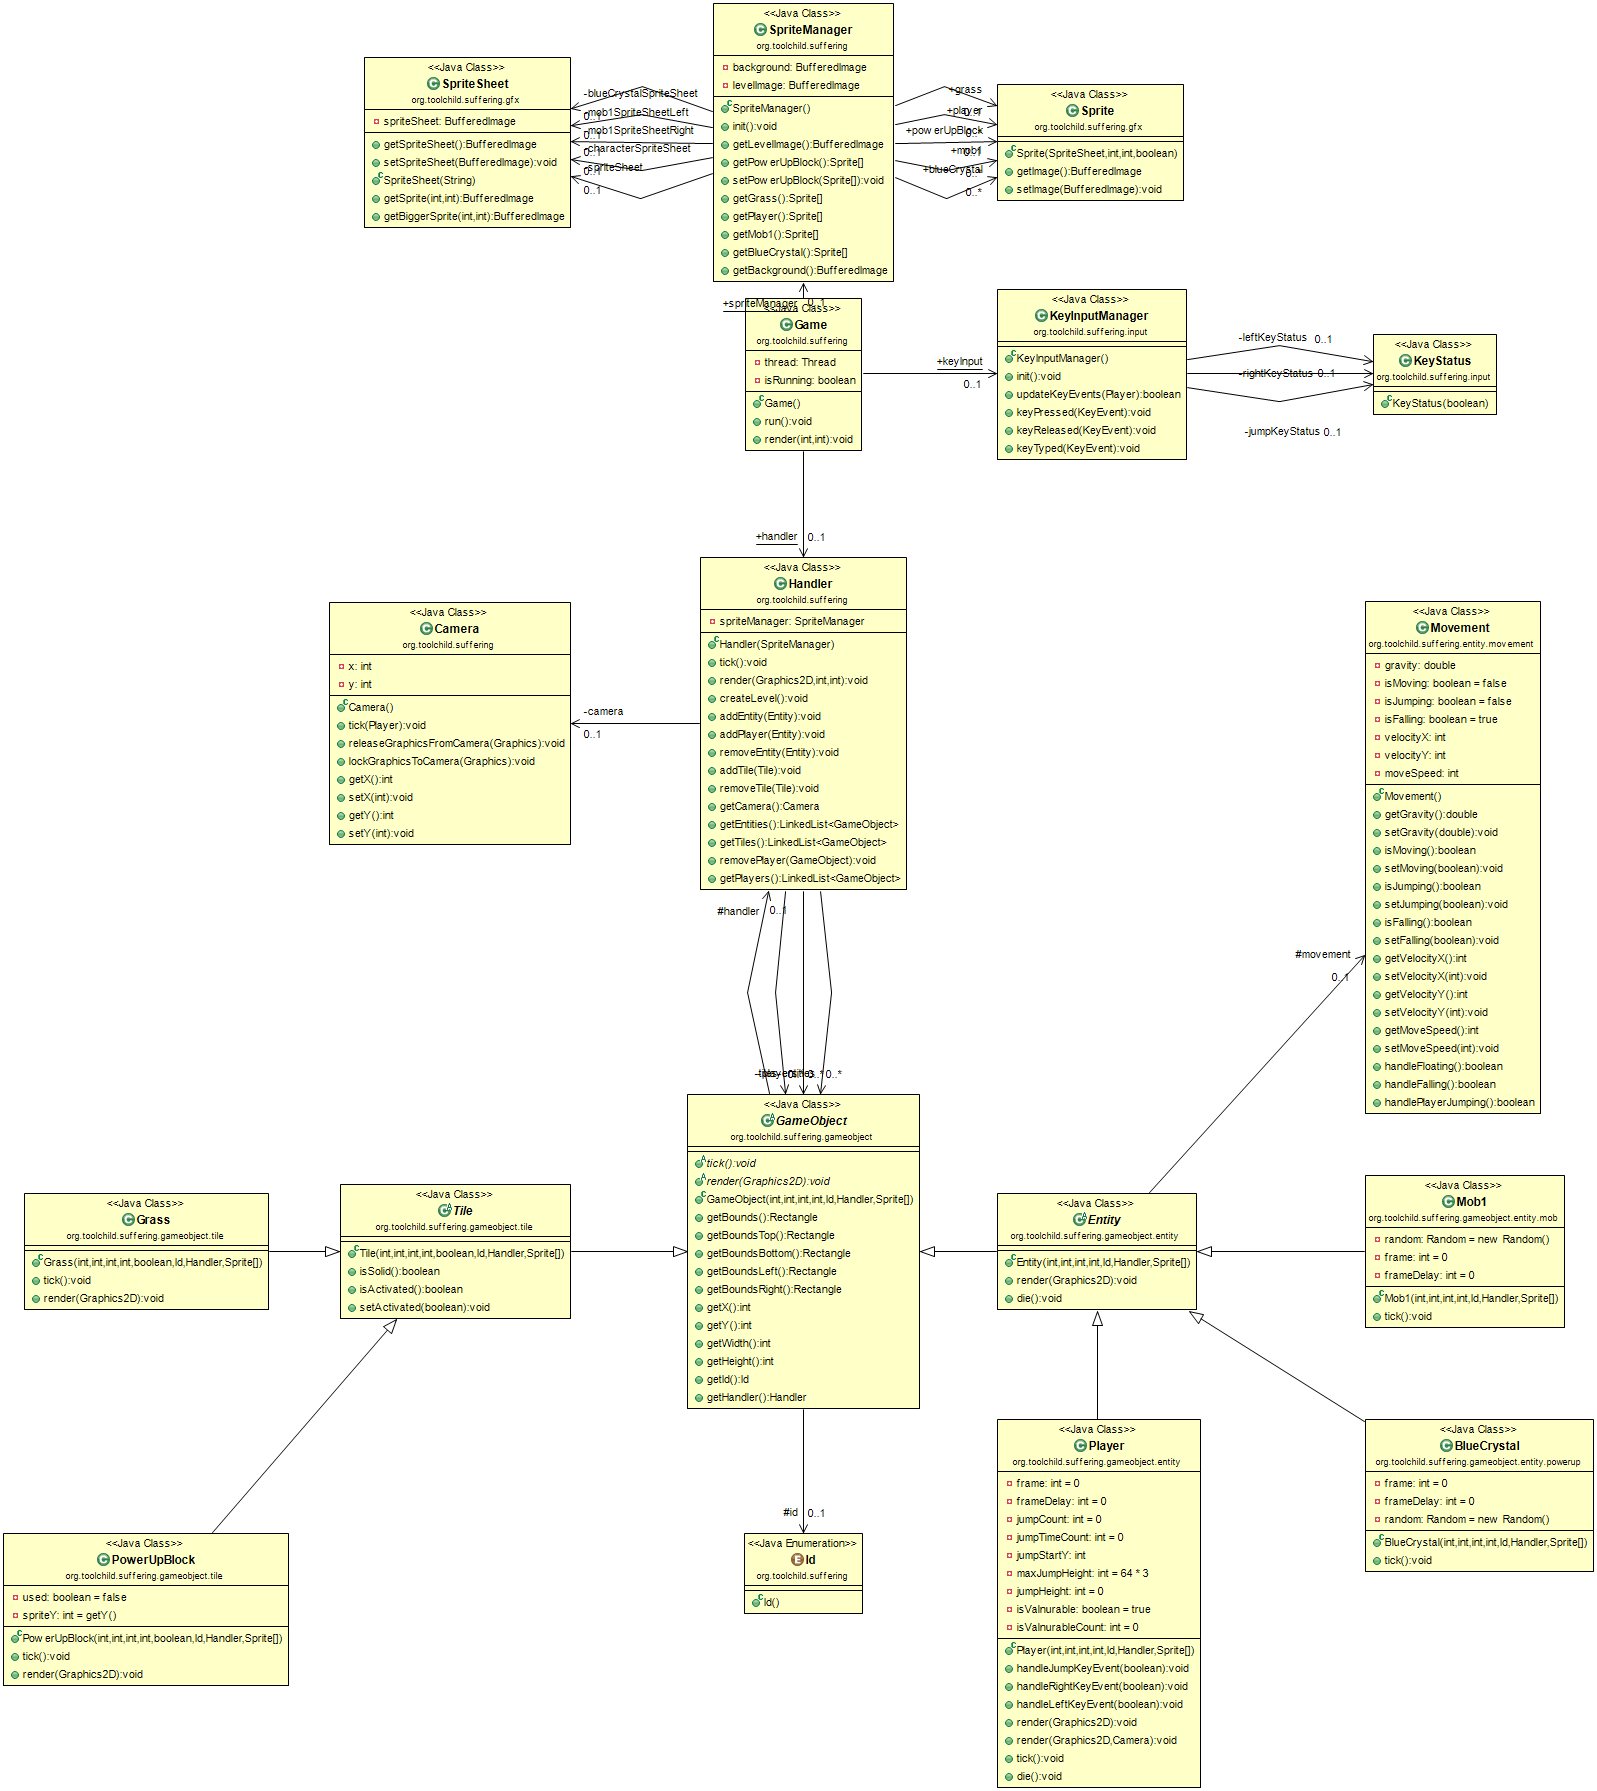 <<Java Class>>
SpriteManager
org.toolchild.suffering
background: BufferedImage
levelImage: BufferedImage
SpriteManager()
init():void
getLevelImage():BufferedImage
getPowerUpBlock():Sprite[]
setPowerUpBlock(Sprite[]):void
getGrass():Sprite[]
getPlayer():Sprite[]
getMob1():Sprite[]
getBlueCrystal():Sprite[]
getBackground():BufferedImage
<<Java Class>>
SpriteSheet
org.toolchild.suffering.gfx
spriteSheet: BufferedImage
getSpriteSheet():BufferedImage
setSpriteSheet(BufferedImage):void
SpriteSheet(String)
getSprite(int,int):BufferedImage
getBiggerSprite(int,int):BufferedImage
-blueCrystalSpriteSheet
0..1
-mob1SpriteSheetLeft
0..1
-mob1SpriteSheetRight
0..1
-characterSpriteSheet
0..1
-spriteSheet
0..1
+grass
+player
+powerUpBlock
+mob1
+blueCrystal
0..*
<<Java Class>>
Sprite
org.toolchild.suffering.gfx
Sprite(SpriteSheet,int,int,boolean)
getImage():BufferedImage
setImage(BufferedImage):void
+spriteManager
0..1
<<Java Class>>
Game
org.toolchild.suffering
thread: Thread
isRunning: boolean
Game()
run():void
render(int,int):void
+keyInput
0..1
<<Java Class>>
KeyInputManager
org.toolchild.suffering.input
KeyInputManager()
init():void
updateKeyEvents(Player):boolean
keyPressed(KeyEvent):void
keyReleased(KeyEvent):void
keyTyped(KeyEvent):void
-leftKeyStatus 0..1
-rightKeyStatus 0..1
-jumpKeyStatus 0..1
<<Java Class>>
KeyStatus
org.toolchild.suffering.input
KeyStatus(boolean)
+handler 0..1
<<Java Class>>
Handler
org.toolchild.suffering
spriteManager: SpriteManager
Handler(SpriteManager)
tick():void
render(Graphics2D,int,int):void
createLevel():void
addEntity(Entity):void
addPlayer(Entity):void
removeEntity(Entity):void
addTile(Tile):void
removeTile(Tile):void
getCamera():Camera
getEntities():LinkedList<GameObject>
getTiles():LinkedList<GameObject>
removePlayer(GameObject):void
getPlayers():LinkedList<GameObject>
-camera
0..1
<<Java Class>>
Camera
org.toolchild.suffering
x: int
y: int
Camera()
tick(Player):void
releaseGraphicsFromCamera(Graphics):void
lockGraphicsToCamera(Graphics):void
getX():int
setX(int):void
getY():int
setY(int):void
<<Java Class>>
Movement
org.toolchild.suffering.entity.movement
gravity: double
isMoving: boolean = false
isJumping: boolean = false
isFalling: boolean = true
velocityX: int
velocityY: int
moveSpeed: int
Movement()
getGravity():double
setGravity(double):void
isMoving():boolean
setMoving(boolean):void
isJumping():boolean
setJumping(boolean):void
isFalling():boolean
setFalling(boolean):void
getVelocityX():int
setVelocityX(int):void
getVelocityY():int
setVelocityY(int):void
getMoveSpeed():int
setMoveSpeed(int):void
handleFloating():boolean
handleFalling():boolean
handlePlayerJumping():boolean
#handler 0..1
#movement
0..1
0..*
<<Java Class>>
GameObject
org.toolchild.suffering.gameobject
tick():void
render(Graphics2D):void
GameObject(int,int,int,int,Id,Handler,Sprite[])
getBounds():Rectangle
getBoundsTop():Rectangle
getBoundsBottom():Rectangle
getBoundsLeft():Rectangle
getBoundsRight():Rectangle
getX():int
getY():int
getWidth():int
getHeight():int
getId():Id
getHandler():Handler
<<Java Class>>
Grass
org.toolchild.suffering.gameobject.tile
Grass(int,int,int,int,boolean,Id,Handler,Sprite[])
tick():void
render(Graphics2D):void
<<Java Class>>
Tile
org.toolchild.suffering.gameobject.tile
Tile(int,int,int,int,boolean,Id,Handler,Sprite[])
isSolid():boolean
isActivated():boolean
setActivated(boolean):void
<<Java Class>>
Entity
org.toolchild.suffering.gameobject.entity
Entity(int,int,int,int,Id,Handler,Sprite[])
render(Graphics2D):void
die():void
<<Java Class>>
Mob1
org.toolchild.suffering.gameobject.entity.mob
random: Random = new Random()
frame: int = 0
frameDelay: int = 0
Mob1(int,int,int,int,Id,Handler,Sprite[])
tick():void
<<Java Class>>
Player
org.toolchild.suffering.gameobject.entity
frame: int = 0
frameDelay: int = 0
jumpCount: int = 0
jumpTimeCount: int = 0
jumpStartY: int
maxJumpHeight: int = 64 * 3
jumpHeight: int = 0
isValnurable: boolean = true
isValnurableCount: int = 0
Player(int,int,int,int,Id,Handler,Sprite[])
handleJumpKeyEvent(boolean):void
handleRightKeyEvent(boolean):void
handleLeftKeyEvent(boolean):void
render(Graphics2D):void
render(Graphics2D,Camera):void
tick():void
die():void
<<Java Class>>
BlueCrystal
org.toolchild.suffering.gameobject.entity.powerup
frame: int = 0
frameDelay: int = 0
random: Random = new Random()
BlueCrystal(int,int,int,int,Id,Handler,Sprite[])
tick():void
#id 0..1
<<Java Enumeration>>
Id
org.toolchild.suffering
Id()
<<Java Class>>
PowerUpBlock
org.toolchild.suffering.gameobject.tile
used: boolean = false
spriteY: int = getY()
PowerUpBlock(int,int,int,int,boolean,Id,Handler,Sprite[])
tick():void
render(Graphics2D):void